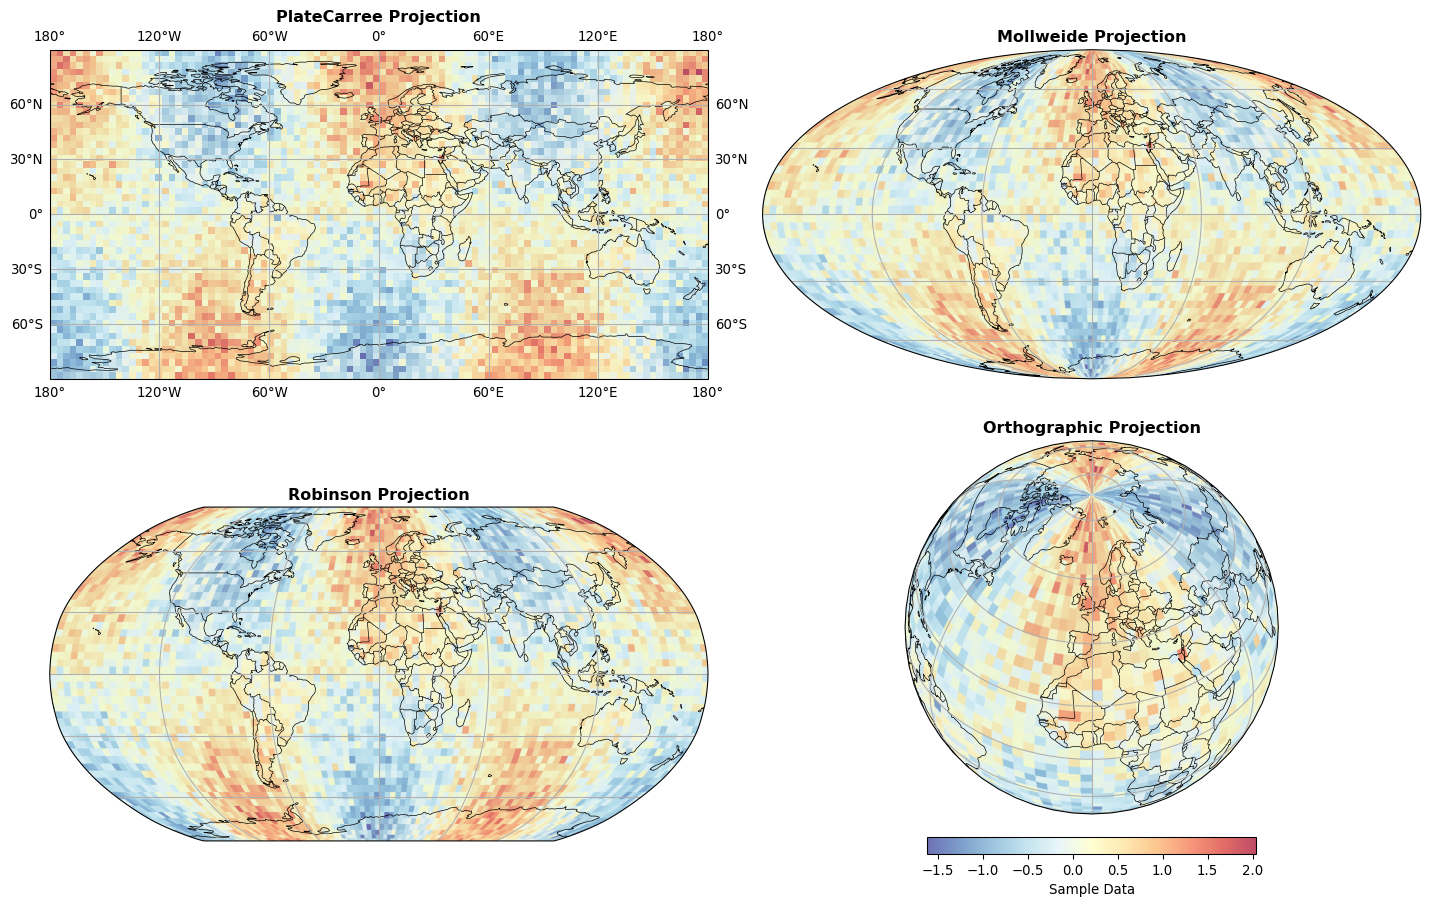 PlateCarree Projection
180° 120°W 60°W 0° 60°E 120°E 180°
60°N 60°N
30°N 30°N
0° 0°
30°S 30°S
60°S 60°S
180° 120°W 60°W 0° 60°E 120°E 180°
Mollweide Projection
Robinson Projection
Orthographic Projection
−1.5 −1.0 −0.5 0.0 0.5 1.0 1.5 2.0
Sample Data